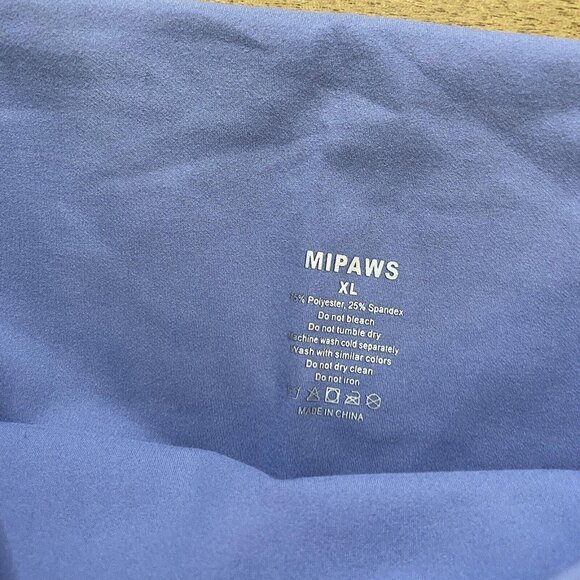 MIPAWS
XL
75% Polyester, 25% Spandex
Do not bleach
Do not tumble dry
Machine wash cold separately
Wash with similar colors
Do not dry clean
Do not iron
MADE IN CHINA